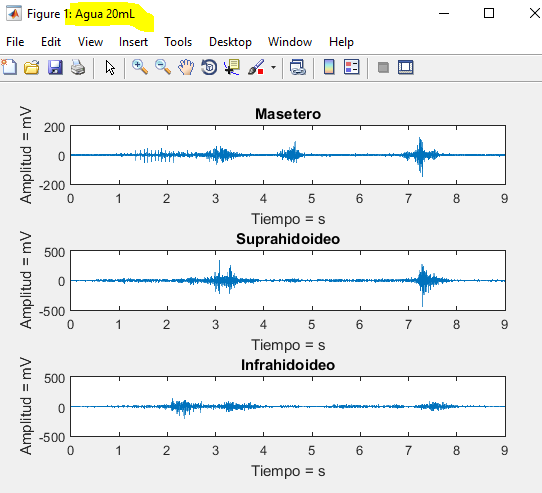 Figure 1: Agua 20mL
File Edit View Insert Tools Desktop Window Help
Masetero
Amplitud = mV
200
0
-200
0 1 2 3 4 5 6 7 8 9
Tiempo = s
Suprahidoideo
Amplitud = mV
500
0
-500
0 1 2 3 4 5 6 7 8 9
Tiempo = s
Infrahidoideo
Amplitud = mV
500
0
-500
0 1 2 3 4 5 6 7 8 9
Tiempo = s